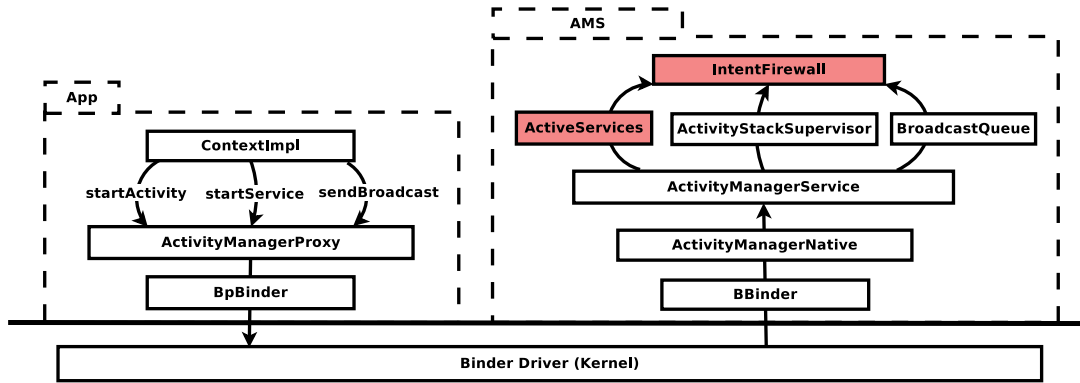 AMS
IntentFirewall
App
ActiveServices
ActivityStackSupervisor
BroadcastQueue
ContextImpl
startActivity
startService
sendBroadcast
ActivityManagerService
ActivityManagerProxy
ActivityManagerNative
BpBinder
BBinder
Binder Driver (Kernel)